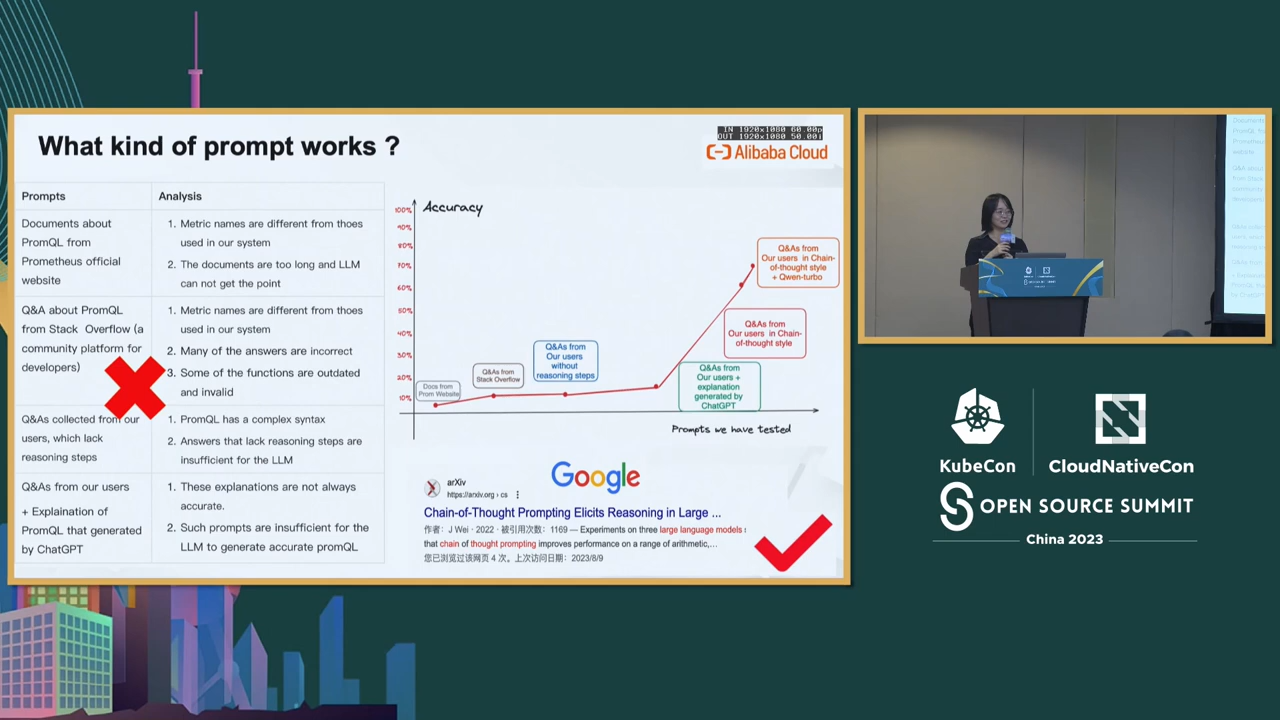 What kind of prompt works ?
IN 1920x1080 60.00p
OUT 1920x1080 50.00i
Alibaba Cloud
Prompts
Analysis
Documents about
PromQL from
Prometheus official
website
1. Metric names are different from thoes
used in our system
2. The documents are too long and LLM
can not get the point
Q&A about PromQL
from Stack Overflow (a
community platform for
developers)
1. Metric names are different from thoes
used in our system
2. Many of the answers are incorrect
3. Some of the functions are outdated
and invalid
Q&As collected from our
users, which lack
reasoning steps
1. PromQL has a complex syntax
2. Answers that lack reasoning steps are
insufficient for the LLM
Q&As from our users
+ Explaination of
PromQL that generated
by ChatGPT
1. These explanations are not always
accurate.
2. Such prompts are insufficient for the
LLM to generate accurate promQL
Accuracy
100%
90%
80%
70%
60%
50%
40%
30%
20%
10%
Docs from
Prom Website
Q&As from
Stack Overflow
Q&As from
Our users
without
reasoning steps
Q&As from
Our users +
explanation
generated by
ChatGPT
Q&As from
Our users in Chain-
of-thought style
Q&As from
Our users in Chain-
of-thought style
+ Qwen-turbo
Prompts we have tested
Google
arXiv
https://arxiv.org › cs
Chain-of-Thought Prompting Elicits Reasoning in Large ...
作者：J Wei · 2022 · 被引用次数：1169 — Experiments on three large language models
that chain of thought prompting improves performance on a range of arithmetic,...
您已浏览过该网页 4 次。上次访问日期：2023/8/9
KubeCon
CloudNativeCon
OPEN SOURCE SUMMIT
China 2023